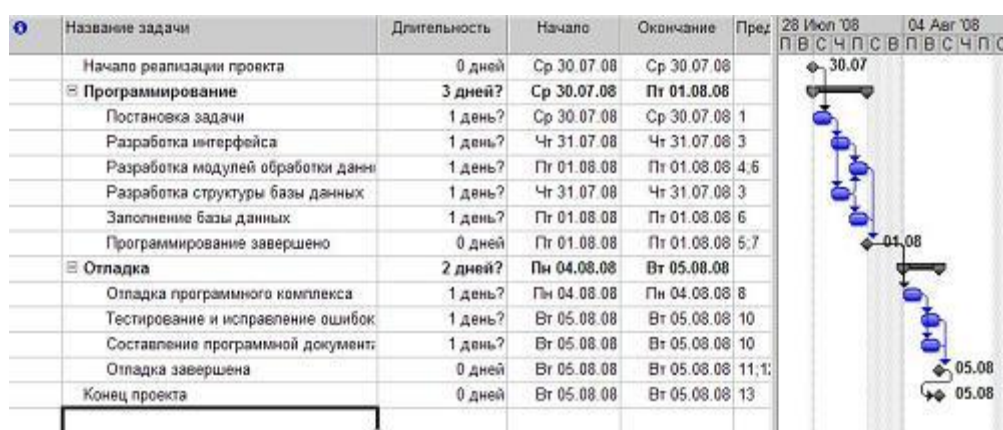 Название задачи Длительность Начало Окончание Пред 28 Июл '08 04 Авг '08
П В С Ч П С В П В С Ч П С
Начало реализации проекта 0 дней Ср 30.07.08 Ср 30.07.08 30.07
Программирование 3 дней? Ср 30.07.08 Пт 01.08.08
Постановка задачи 1 день? Ср 30.07.08 Ср 30.07.08 1
Разработка интерфейса 1 день? Чт 31.07.08 Чт 31.07.08 3
Разработка модулей обработки данн 1 день? Пт 01.08.08 Пт 01.08.08 4;6
Разработка структуры базы данных 1 день? Чт 31.07.08 Чт 31.07.08 3
Заполнение базы данных 1 день? Пт 01.08.08 Пт 01.08.08 6
Программирование завершено 0 дней Пт 01.08.08 Пт 01.08.08 5;7 01.08
Отладка 2 дней? Пн 04.08.08 Вт 05.08.08
Отладка программного комплекса 1 день? Пн 04.08.08 Пн 04.08.08 8
Тестирование и исправление ошибок 1 день? Вт 05.08.08 Вт 05.08.08 10
Составление программной документ 1 день? Вт 05.08.08 Вт 05.08.08 10
Отладка завершена 0 дней Вт 05.08.08 Вт 05.08.08 11;12 05.08
Конец проекта 0 дней Вт 05.08.08 Вт 05.08.08 13 05.08